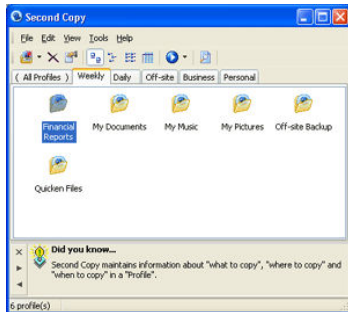 Second Copy
File Edit View Tools Help
( All Profiles ) Weekly Daily Off-site Business Personal
Financial Reports My Documents My Music My Pictures Off-site Backup
Quicken Files
Did you know...
Second Copy maintains information about "what to copy", "where to copy" and
"when to copy" in a "Profile".
6 profile(s)